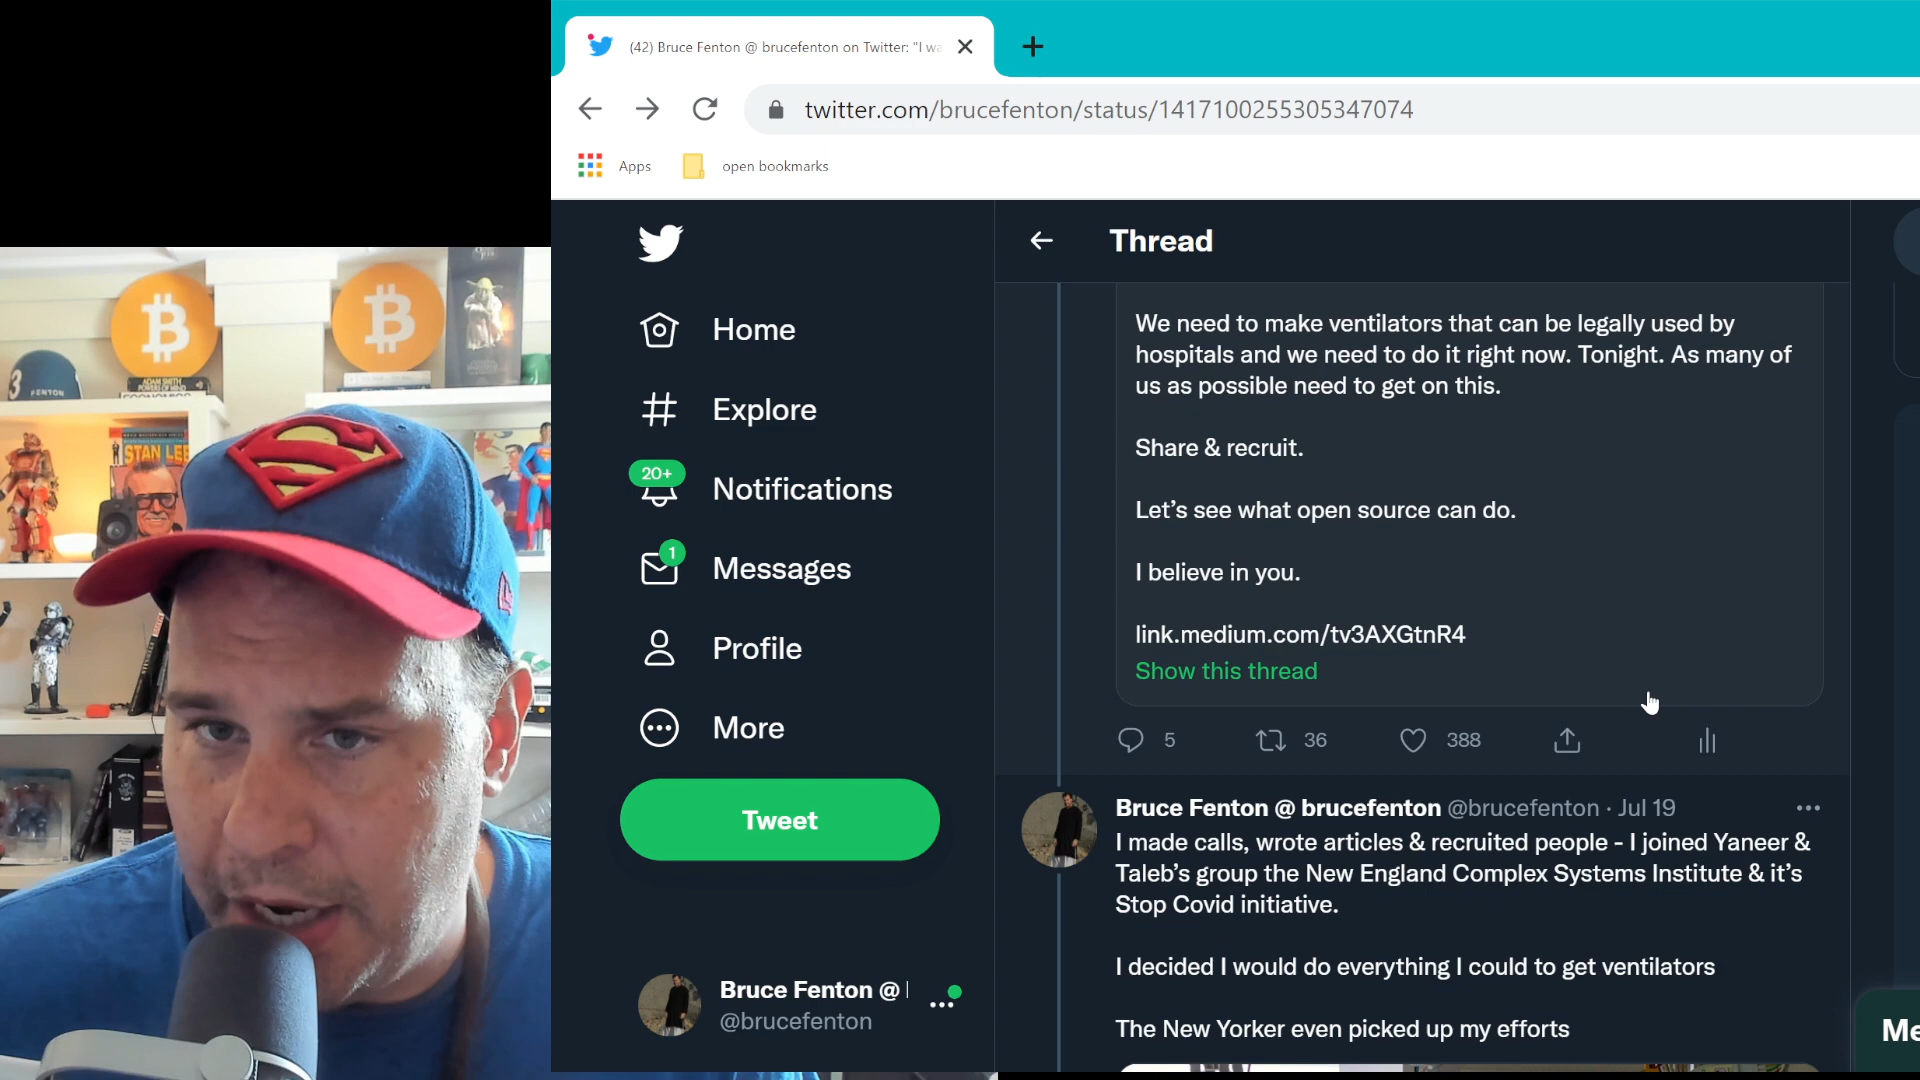 (42) Bruce Fenton @ brucefenton on Twitter: "I wa
twitter.com/brucefenton/status/1417100255305347074
Apps
open bookmarks
Thread
Home
Explore
20+
Notifications
1
Messages
Profile
More
Tweet
Bruce Fenton @
@brucefenton
We need to make ventilators that can be legally used by
hospitals and we need to do it right now. Tonight. As many of
us as possible need to get on this.
Share & recruit.
Let’s see what open source can do.
I believe in you.
link.medium.com/tv3AXGtnR4
Show this thread
5
36
388
Bruce Fenton @ brucefenton @brucefenton · Jul 19
I made calls, wrote articles & recruited people - I joined Yaneer &
Taleb’s group the New England Complex Systems Institute & it’s
Stop Covid initiative.
I decided I would do everything I could to get ventilators
The New Yorker even picked up my efforts
Me
3
FENTON
ADAM SMITH
ECONOMICS
STAN LEE